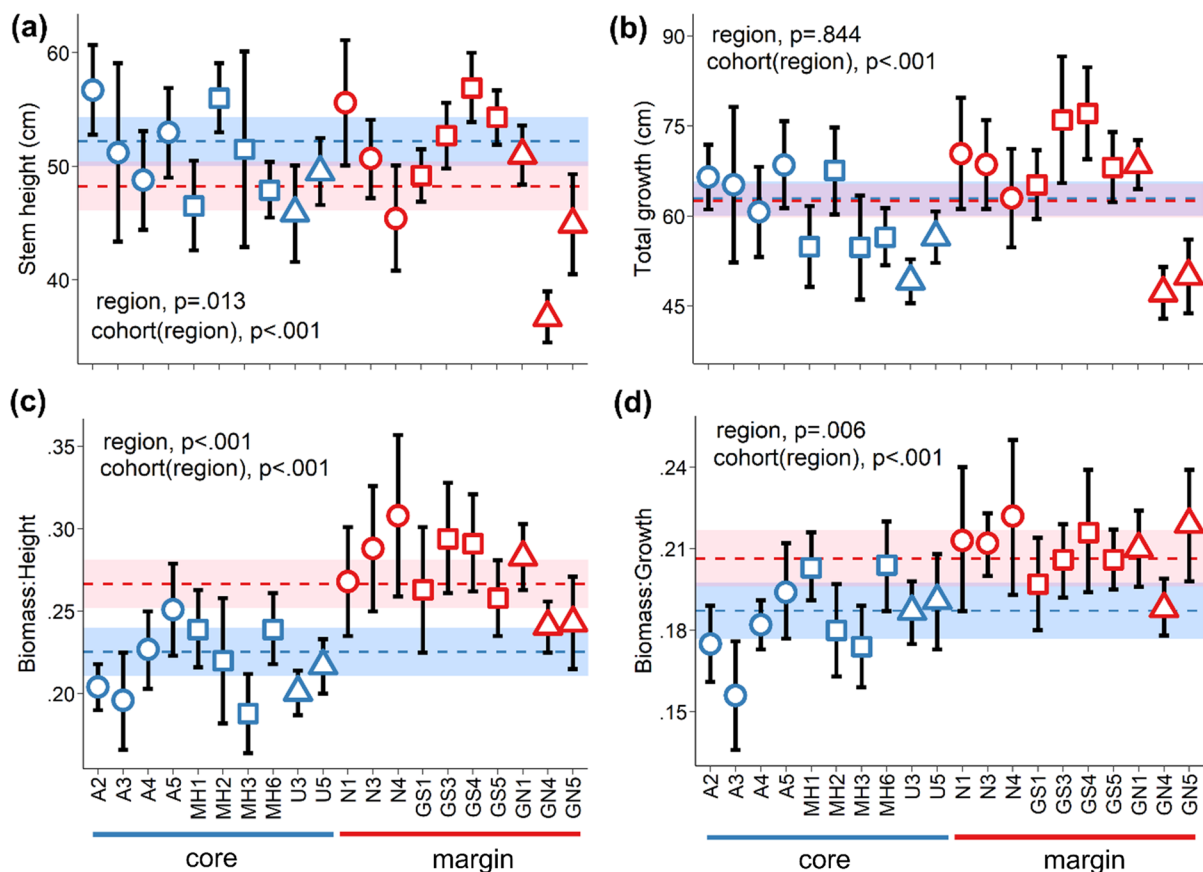 (a)
Stem height (cm)
60
50
40
region, p=.013
cohort(region), p<.001
(b)
Total growth (cm)
90
75
60
45
region, p=.844
cohort(region), p<.001
(c)
Biomass:Height
.35
.30
.25
.20
region, p<.001
cohort(region), p<.001
A2
A3
A4
A5
MH1
MH2
MH3
MH6
U3
U5
N1
N3
N4
GS1
GS3
GS4
GS5
GN1
GN4
GN5
core
margin
(d)
Biomass:Growth
.24
.21
.18
.15
region, p=.006
cohort(region), p<.001
A2
A3
A4
A5
MH1
MH2
MH3
MH6
U3
U5
N1
N3
N4
GS1
GS3
GS4
GS5
GN1
GN4
GN5
core
margin